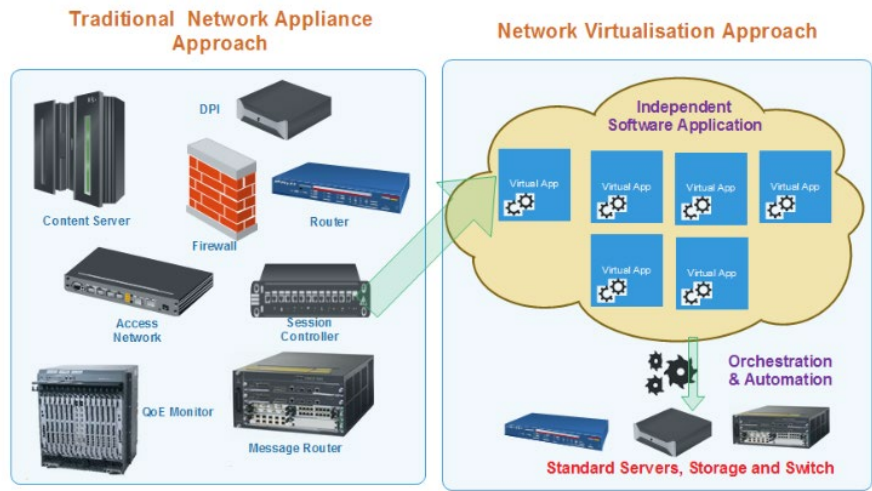 Traditional Network Appliance
Approach
Network Virtualisation Approach
DPI
Content Server
Firewall
Router
Access
Network
Session
Controller
QoE Monitor
Message Router
Independent
Software Application
Virtual App
Virtual App
Virtual App
Virtual App
Virtual App
Virtual App
Orchestration
& Automation
Standard Servers, Storage and Switch